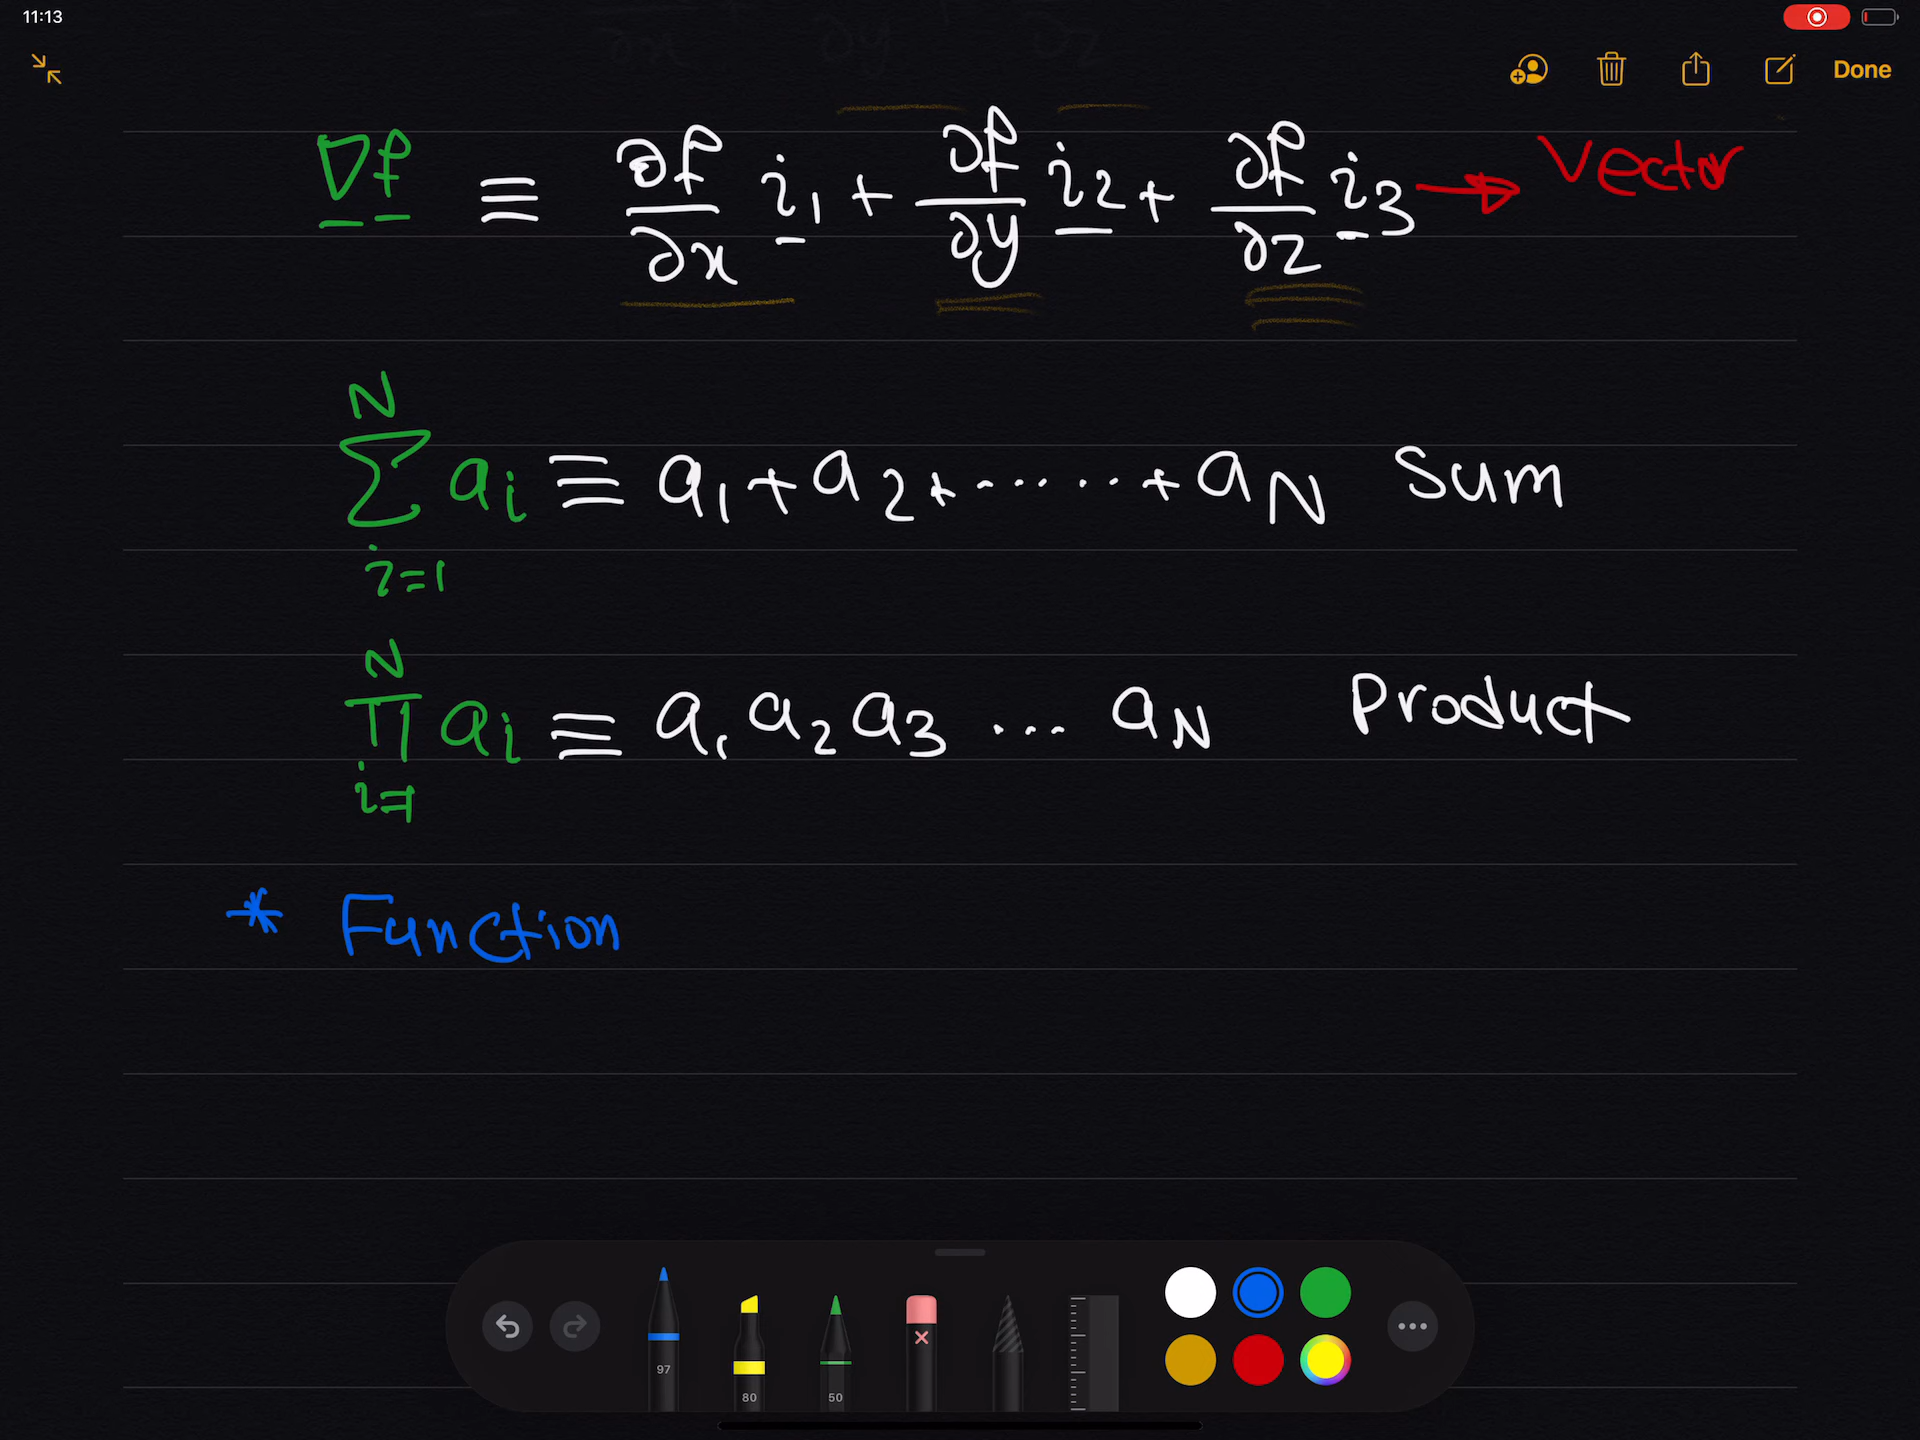 11:13
Done
∇f ≡ ∂f/∂x i₁ + ∂f/∂y i₂ + ∂f/∂z i₃ → Vector
N
∑ aᵢ ≡ a₁ + a₂ + ...... + a_N Sum
i=1
N
∏ aᵢ ≡ a₁ a₂ a₃ ... a_N Product
i=1
* Function
97
80
50